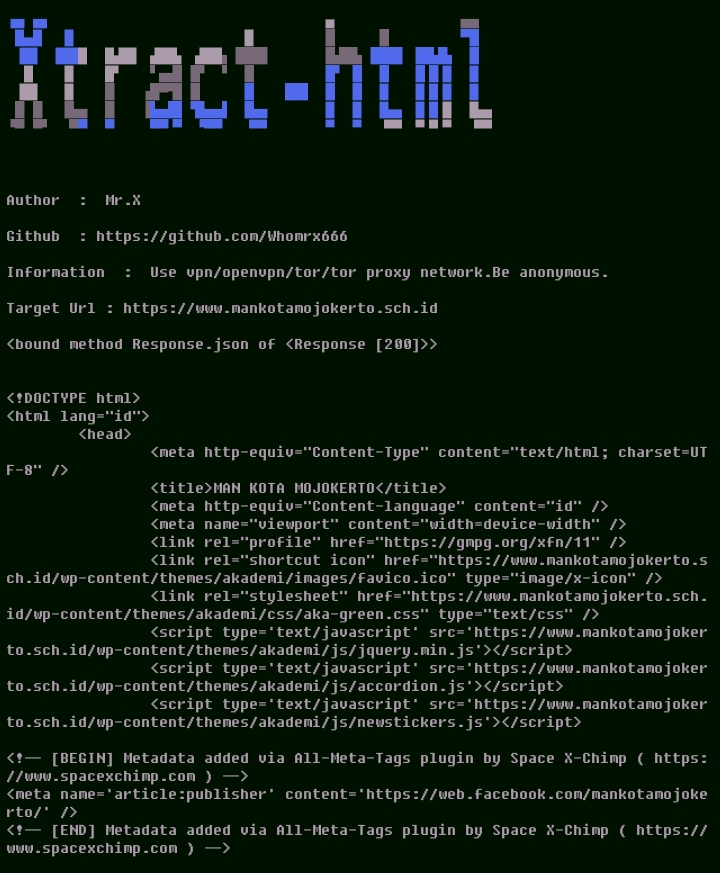 Xtract-html
Author  :  Mr.X
Github  : https://github.com/Whomrx666
Information  :  Use vpn/openvpn/tor/tor proxy network.Be anonymous.
Target Url : https://www.mankotamojokerto.sch.id
<bound method Response.json of <Response [200]>>
<!DOCTYPE html>
<html lang="id">
        <head>
                <meta http-equiv="Content-Type" content="text/html; charset=UT
F-8" />
                <title>MAN KOTA MOJOKERTO</title>
                <meta http-equiv="Content-language" content="id" />
                <meta name="viewport" content="width=device-width" />
                <link rel="profile" href="https://gmpg.org/xfn/11" />
                <link rel="shortcut icon" href="https://www.mankotamojokerto.s
ch.id/wp-content/themes/akademi/images/favico.ico" type="image/x-icon" />
                <link rel="stylesheet" href="https://www.mankotamojokerto.sch.
id/wp-content/themes/akademi/css/aka-green.css" type="text/css" />
                <script type='text/javascript' src='https://www.mankotamojoker
to.sch.id/wp-content/themes/akademi/js/jquery.min.js'></script>
                <script type='text/javascript' src='https://www.mankotamojoker
to.sch.id/wp-content/themes/akademi/js/accordion.js'></script>
                <script type='text/javascript' src='https://www.mankotamojoker
to.sch.id/wp-content/themes/akademi/js/newstickers.js'></script>
<!-- [BEGIN] Metadata added via All-Meta-Tags plugin by Space X-Chimp ( https:
//www.spacexchimp.com ) -->
<meta name='article:publisher' content='https://web.facebook.com/mankotamojoke
rto/' />
<!-- [END] Metadata added via All-Meta-Tags plugin by Space X-Chimp ( https://
www.spacexchimp.com ) -->